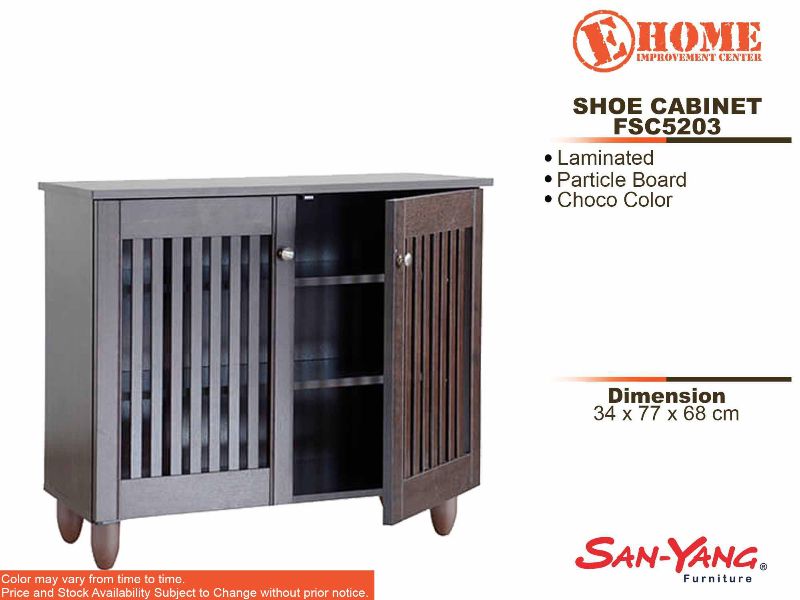 E HOME
IMPROVEMENT CENTER
SHOE CABINET
FSC5203
• Laminated
• Particle Board
• Choco Color
Dimension
34 x 77 x 68 cm
SAN-YANG®
Furniture
Color may vary from time to time.
Price and Stock Availability Subject to Change without prior notice.